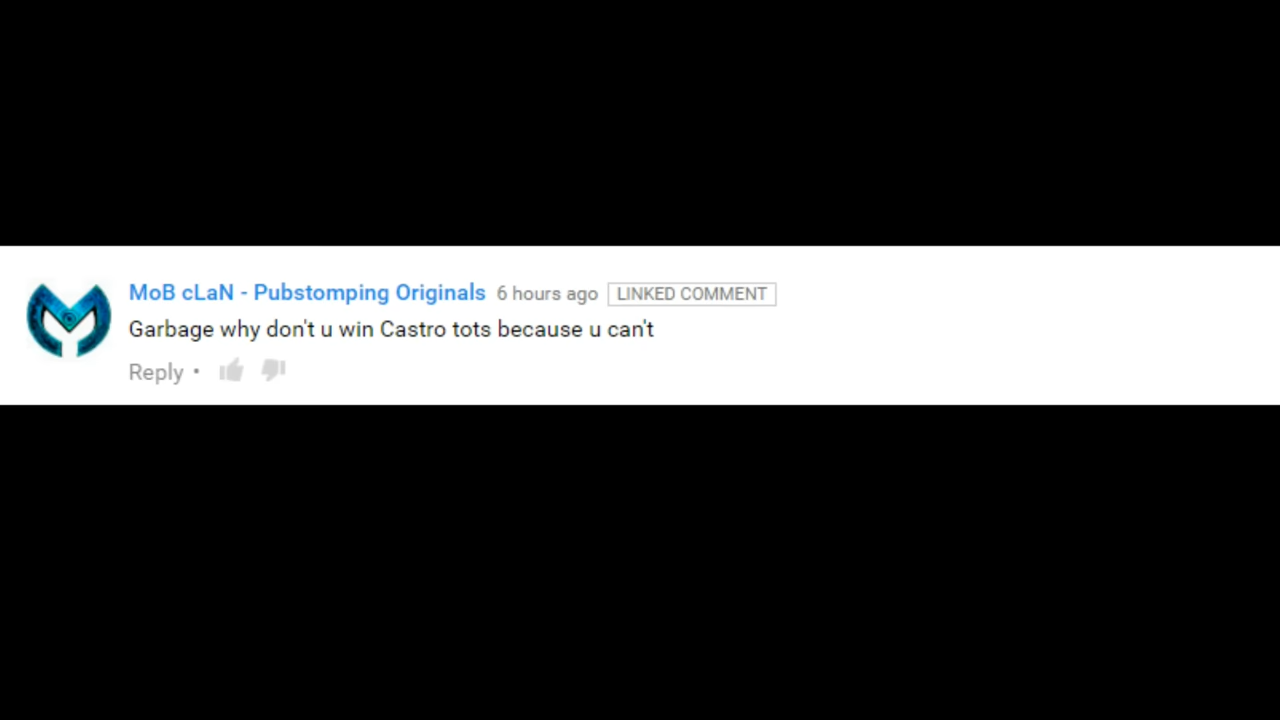 MoB cLaN - Pubstomping Originals 6 hours ago LINKED COMMENT
Garbage why don't u win Castro tots because u can't
Reply •